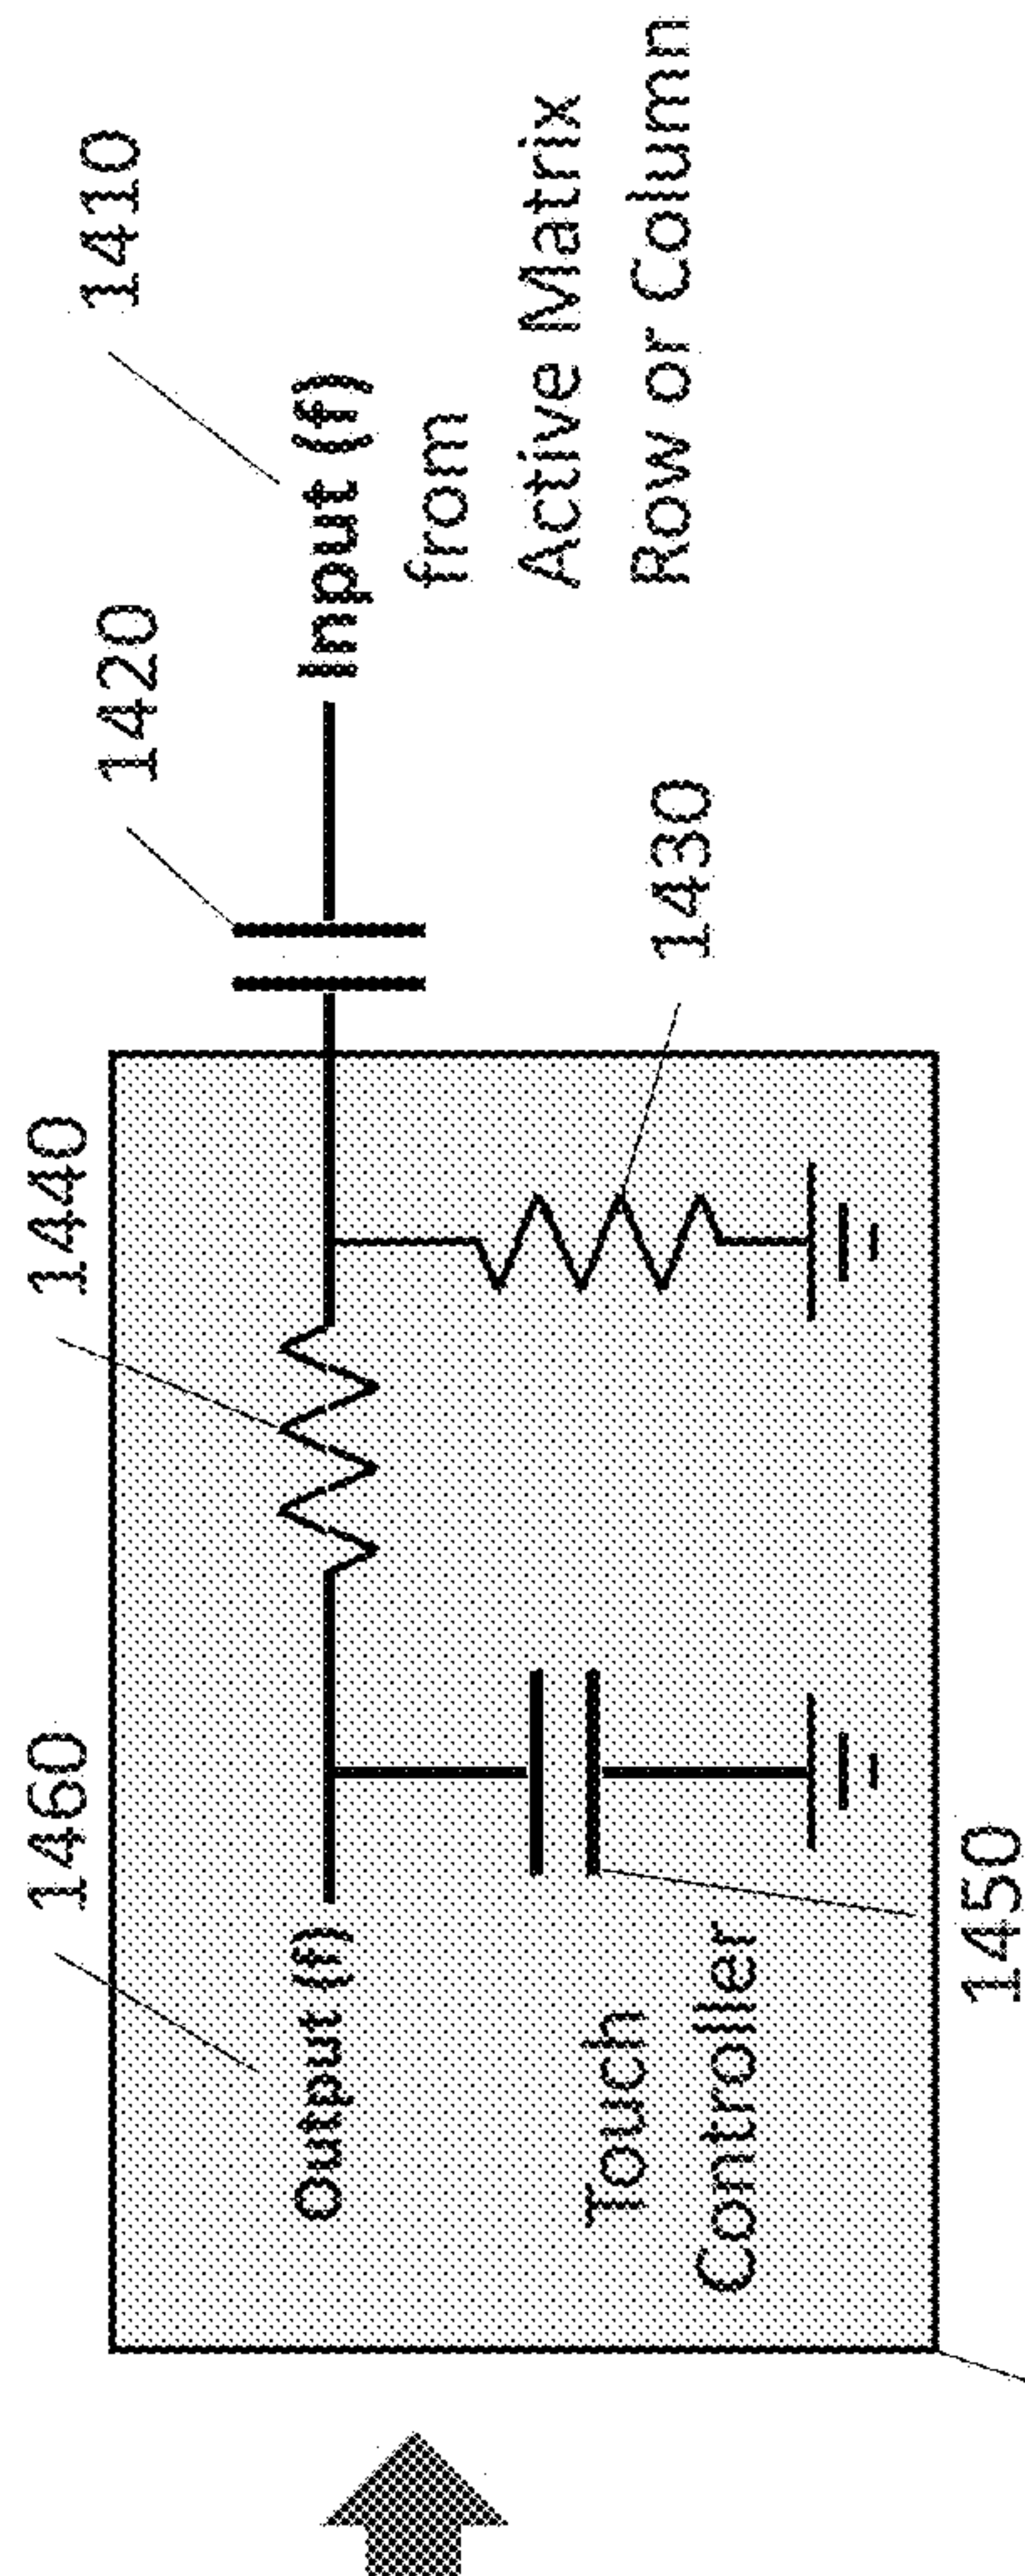 1460
1440
1420
1410
Output (f)
Input (f)
from
Active Matrix
Row or Column
Touch
Controller
1430
1450